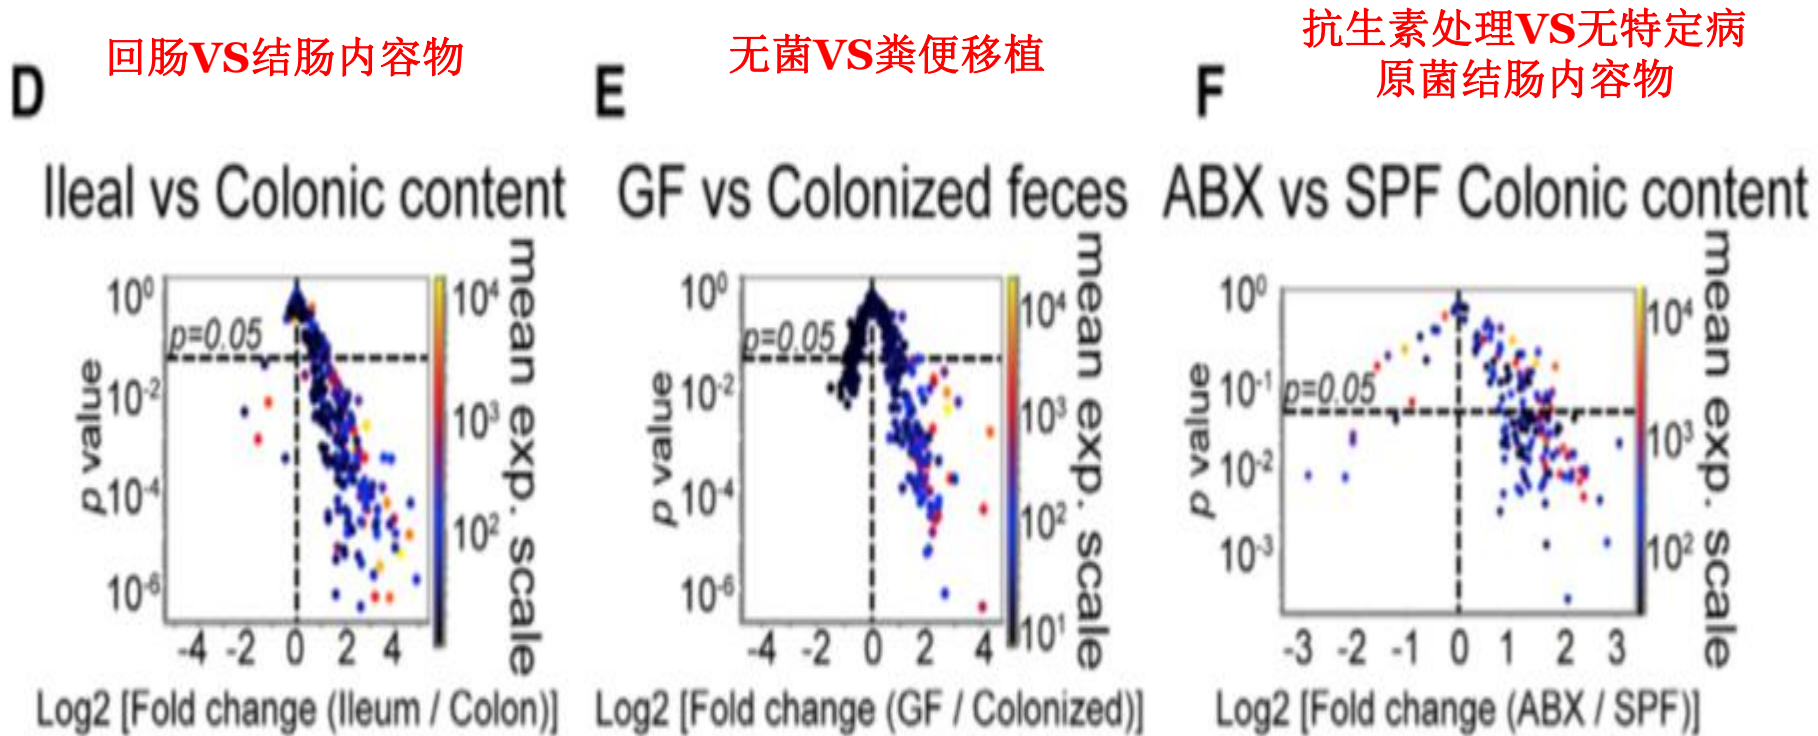 回肠VS结肠内容物
无菌VS粪便移植
抗生素处理VS无特定病
原菌结肠内容物
D
E
F
Ileal vs Colonic content
GF vs Colonized feces
ABX vs SPF Colonic content
10⁰
p=0.05
10⁻²
10⁻⁴
10⁻⁶
p value
-4 -2 0 2 4
Log2 [Fold change (Ileum / Colon)]
10⁴
10³
10²
mean exp. scale
10⁰
p=0.05
10⁻²
10⁻⁴
10⁻⁶
p value
-4 -2 0 2 4
Log2 [Fold change (GF / Colonized)]
10⁴
10³
10²
10¹
mean exp. scale
10⁰
10⁻¹
p=0.05
10⁻²
10⁻³
p value
-3 -2 -1 0 1 2 3
Log2 [Fold change (ABX / SPF)]
10⁴
10³
10²
mean exp. scale